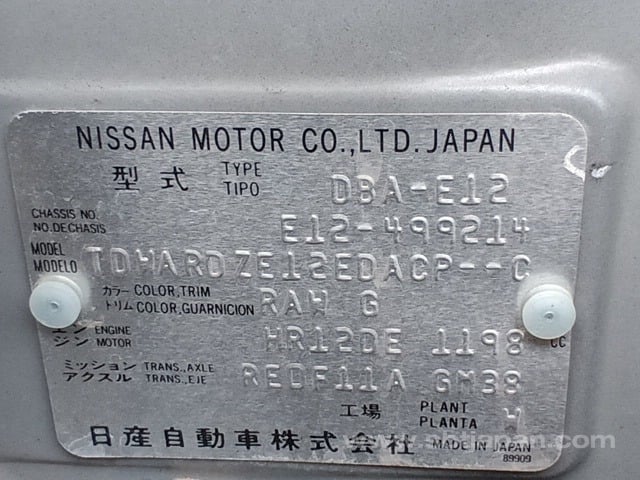 NISSAN MOTOR CO.,LTD. JAPAN
型式 TYPE TIPO DBA-E12
CHASSIS NO. NO.DE CHASIS E12-499214
MODEL MODELO TDHARDZE12EDACP--C
カラー COLOR,TRIM
トリム COLOR,GUARNICION RAW G
エン ENGINE
ジン MOTOR HR12DE 1198 CC
ミッション TRANS.,AXLE
アクスル TRANS.,EJE RE0F11A GM38
工場 PLANT PLANTA W
日産自動車株式会社 MADE IN JAPAN
89909